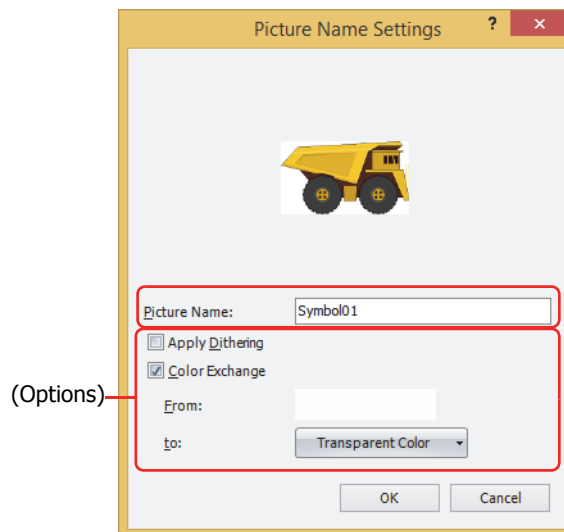 Picture Name Settings ? ×
Picture Name: Symbol01
Apply Dithering
Color Exchange
(Options)
From:
to: Transparent Color
OK Cancel